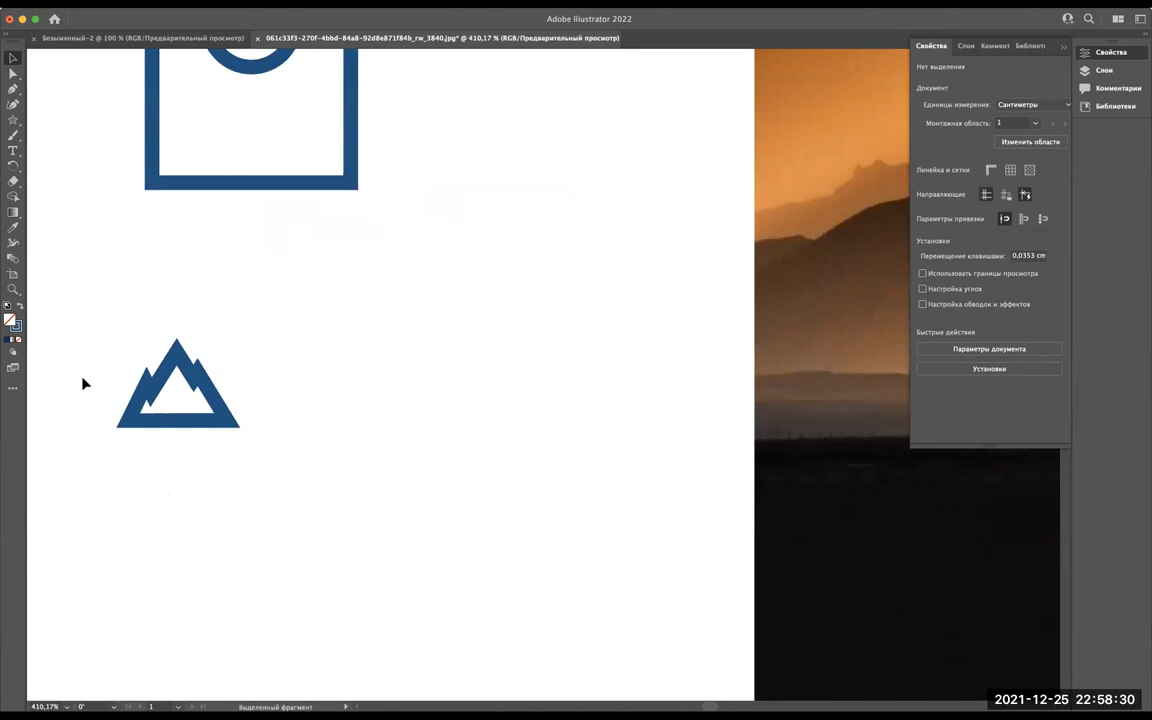 Adobe Illustrator 2022
Безымянный-2 @ 100 % (RGB/Предварительный просмотр)
061c33f3-270f-4bbd-84a8-92d8e871f84b_rw_3840.jpg* @ 410,17 % (RGB/Предварительный просмотр)
Свойства
Слои
Коммент
Библиот
Свойства
Слои
Комментарии
Библиотеки
Нет выделения
Документ
Единицы измерения: Сантиметры
Монтажная область: 1
Изменить области
Линейка и сетки
Направляющие
Параметры привязки
Установки
Перемещение клавишами: 0,0353 cm
Использовать границы просмотра
Настройка углов
Настройка обводок и эффектов
Быстрые действия
Параметры документа
Установки
410,17%
0°
1
Выделенный фрагмент
2021-12-25 22:58:30